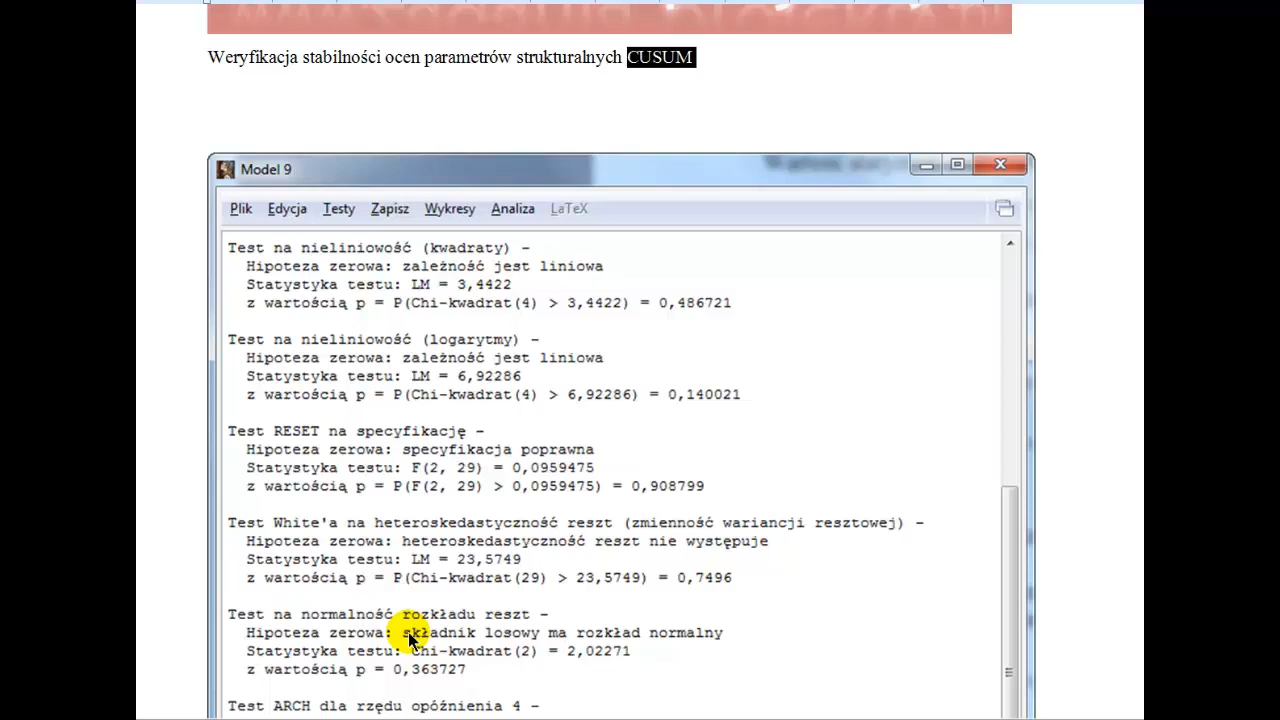 Weryfikacja stabilności ocen parametrów strukturalnych CUSUM
Model 9
Plik Edycja Testy Zapisz Wykresy Analiza LaTeX
Test na nieliniowość (kwadraty) -
Hipoteza zerowa: zależność jest liniowa
Statystyka testu: LM = 3,4422
z wartością p = P(Chi-kwadrat(4) > 3,4422) = 0,486721
Test na nieliniowość (logarytmy) -
Hipoteza zerowa: zależność jest liniowa
Statystyka testu: LM = 6,92286
z wartością p = P(Chi-kwadrat(4) > 6,92286) = 0,140021
Test RESET na specyfikację -
Hipoteza zerowa: specyfikacja poprawna
Statystyka testu: F(2, 29) = 0,0959475
z wartością p = P(F(2, 29) > 0,0959475) = 0,908799
Test White'a na heteroskedastyczność reszt (zmienność wariancji resztowej) -
Hipoteza zerowa: heteroskedastyczność reszt nie występuje
Statystyka testu: LM = 23,5749
z wartością p = P(Chi-kwadrat(29) > 23,5749) = 0,7496
Test na normalność rozkładu reszt -
Hipoteza zerowa: składnik losowy ma rozkład normalny
Statystyka testu: Chi-kwadrat(2) = 2,02271
z wartością p = 0,363727
Test ARCH dla rzędu opóźnienia 4 -